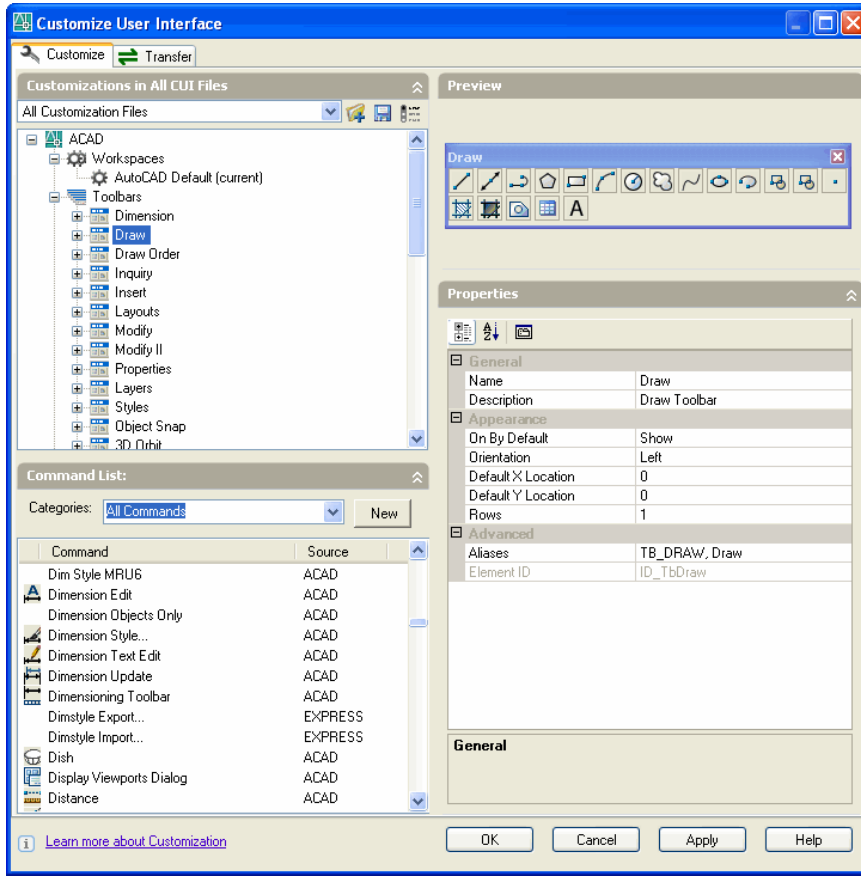 Customize User Interface
Customize
Transfer
Customizations in All CUI Files
All Customization Files
ACAD
Workspaces
AutoCAD Default (current)
Toolbars
Dimension
Draw
Draw Order
Inquiry
Insert
Layouts
Modify
Modify II
Properties
Layers
Styles
Object Snap
3D Orbit
Command List:
Categories: All Commands New
Command Source
Dim Style MRU6 ACAD
Dimension Edit ACAD
Dimension Objects Only ACAD
Dimension Style... ACAD
Dimension Text Edit ACAD
Dimension Update ACAD
Dimensioning Toolbar ACAD
Dimstyle Export... EXPRESS
Dimstyle Import... EXPRESS
Dish ACAD
Display Viewports Dialog ACAD
Distance ACAD
Preview
Draw
A
Properties
General
Name Draw
Description Draw Toolbar
Appearance
On By Default Show
Orientation Left
Default X Location 0
Default Y Location 0
Rows 1
Advanced
Aliases TB_DRAW, Draw
Element ID ID_TbDraw
General
Learn more about Customization
OK Cancel Apply Help